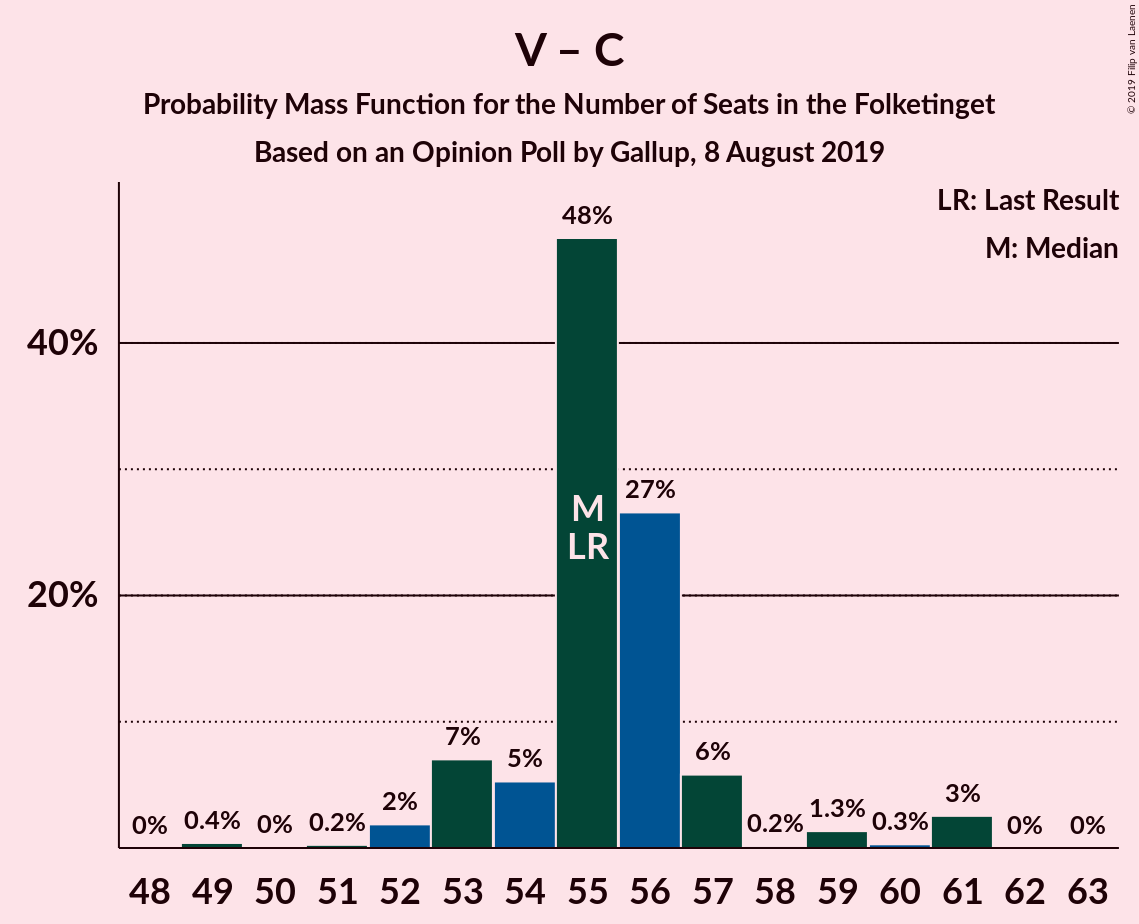 V – C
Probability Mass Function for the Number of Seats in the Folketinget
Based on an Opinion Poll by Gallup, 8 August 2019
© 2019 Filip van Laenen
LR: Last Result
M: Median
48%
40%
27%
M
LR
20%
7%
5%
6%
2%
3%
0%
0.4%
0%
0.2%
0.2%
1.3%
0.3%
0%
0%
48 49 50 51 52 53 54 55 56 57 58 59 60 61 62 63